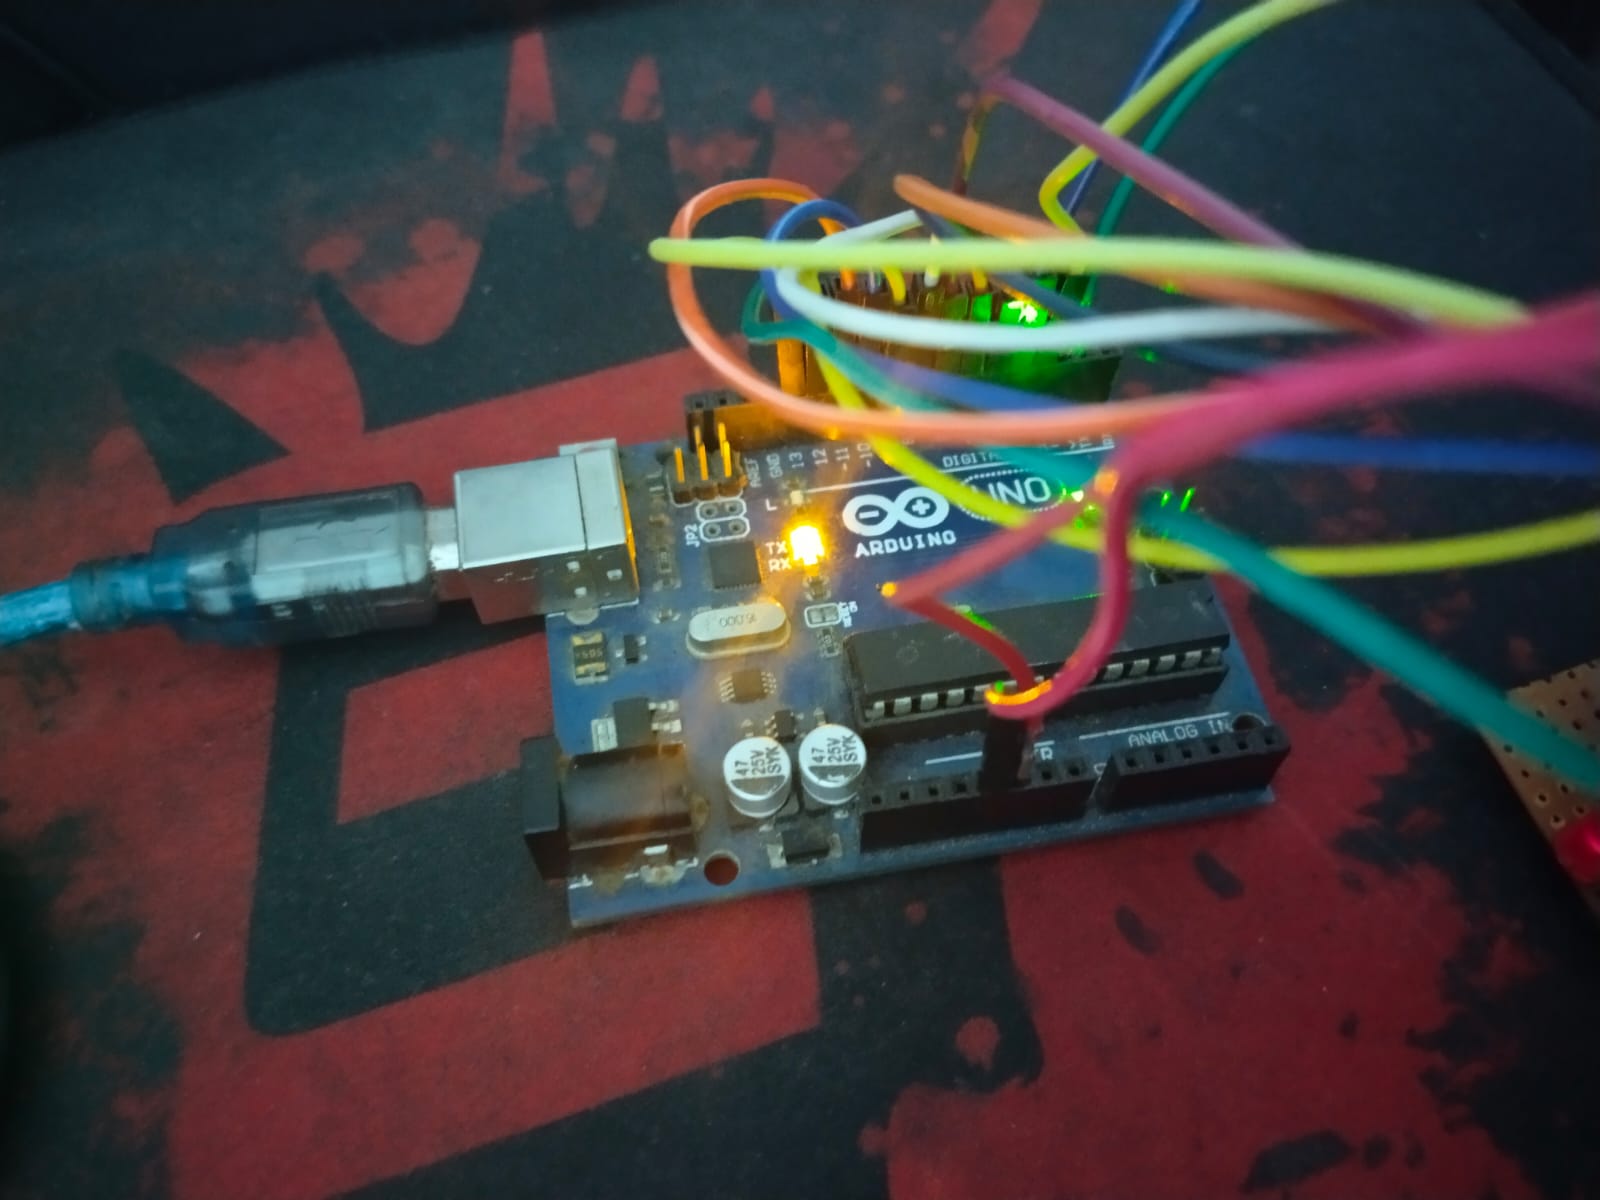 AREF
GND
13
12
-11
-10
DIGITAL
L
TX
RX
JP2
UNO
ARDUINO
16.000
47
25V
SYK
47
25V
SYK
ANALOG IN